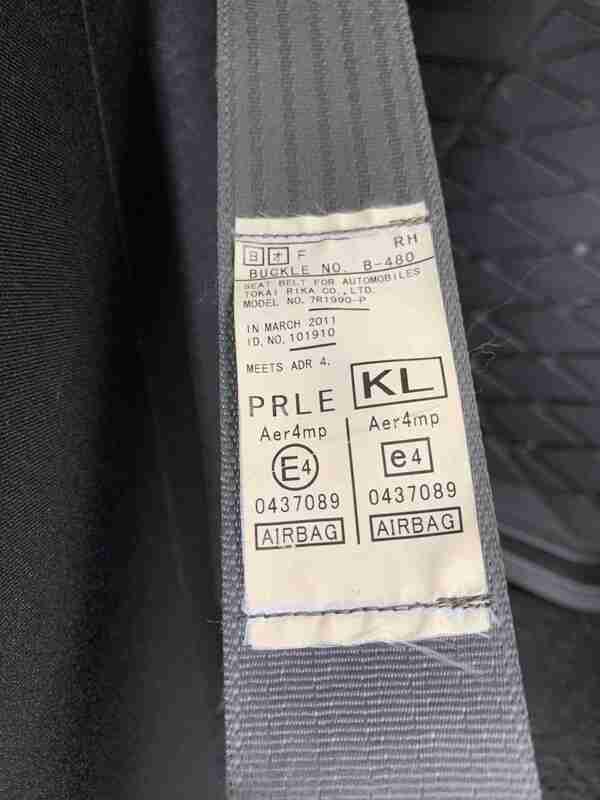 B オ F RH
BUCKLE NO. B-480
SEAT BELT FOR AUTOMOBILES
TOKAI RIKA CO., LTD.
MODEL NO. 7R1990-P
IN MARCH 2011
ID. NO. 101910
MEETS ADR 4.
PRLE KL
Aer4mp Aer4mp
E4 e4
0437089 0437089
AIRBAG AIRBAG